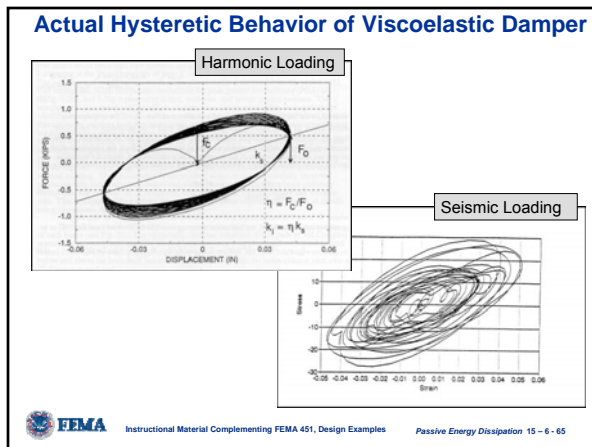 Actual Hysteretic Behavior of Viscoelastic Damper
Harmonic Loading
1.5
1.0
0.5
0.0
-0.5
-1.0
-1.5
FORCE (KIPS)
f_C
k_s
F_O
η = F_C/F_O
k_l = η k_s
-0.06 -0.03 0 0.03 0.06
DISPLACEMENT (IN)
Seismic Loading
Stress
10
0
-10
-20
-30
-0.05 -0.04 -0.03 -0.02 -0.01 0.00 0.01 0.02 0.03 0.04 0.05 0.06
Strain
FEMA
Instructional Material Complementing FEMA 451, Design Examples
Passive Energy Dissipation 15 – 6 - 65